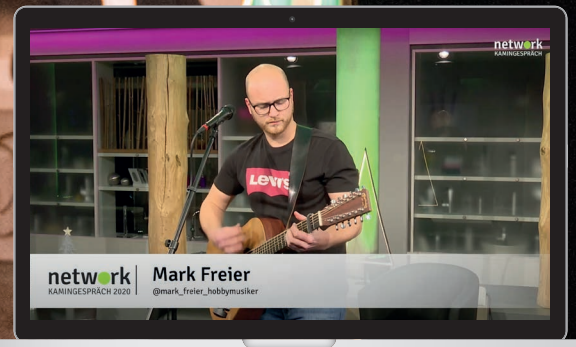 network
KAMINGESPRÄCH
LEVI'S
network
KAMINGESPRÄCH 2020
Mark Freier
@mark_freier_hobbymusiker